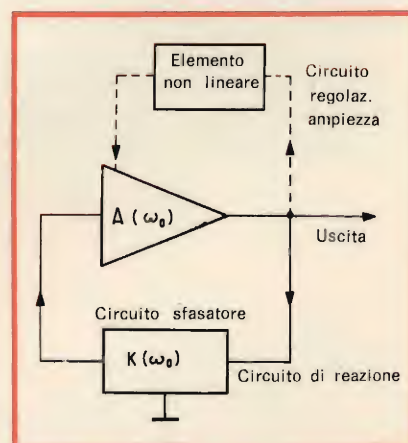 Elemento
non lineare
Circuito
regolaz.
ampiezza
Δ(ω₀)
Uscita
Circuito sfasatore
K(ω₀)
Circuito di reazione